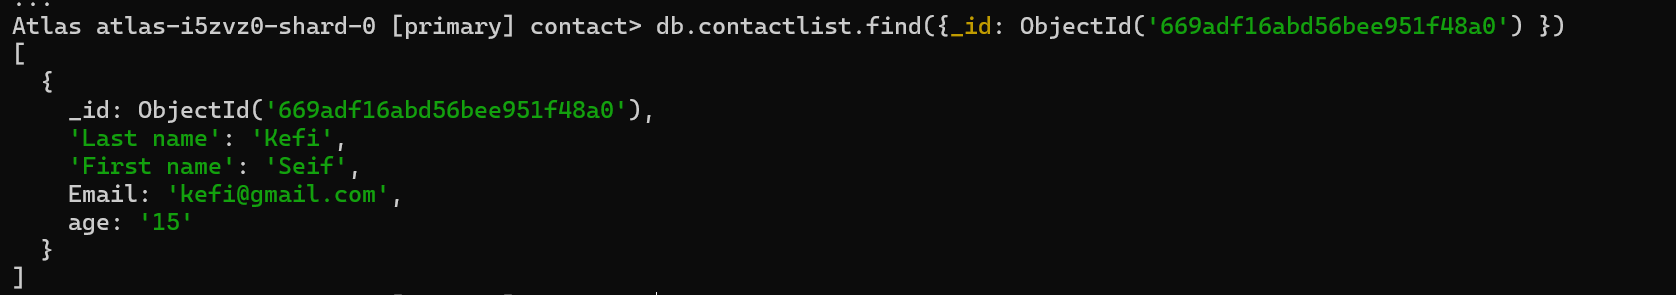 ...
Atlas atlas-i5zvz0-shard-0 [primary] contact> db.contactlist.find({_id: ObjectId('669adf16abd56bee951f48a0') })
[
  {
    _id: ObjectId('669adf16abd56bee951f48a0'),
    'Last name': 'Kefi',
    'First name': 'Seif',
    Email: 'kefi@gmail.com',
    age: '15'
  }
]